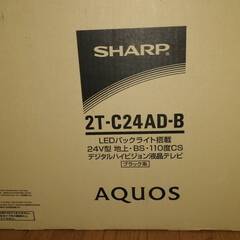 SHARP
2T-C24AD-B
LEDバックライト搭載
24V型 地上・BS・110度CS
デジタルハイビジョン液晶テレビ
ブラック系
AQUOS